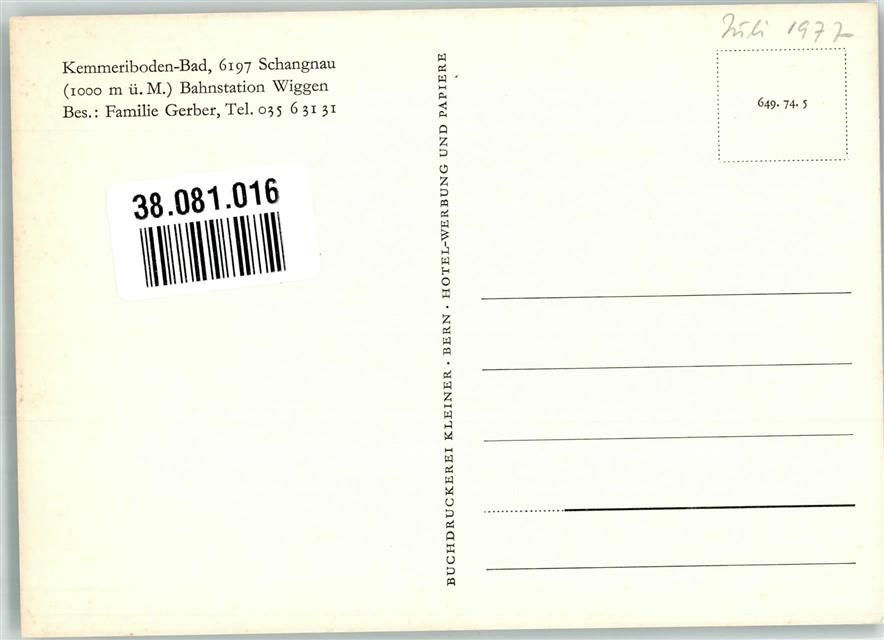 Kemmeriboden-Bad, 6197 Schangnau
(1000 m ü. M.) Bahnstation Wiggen
Bes.: Familie Gerber, Tel. 035 6 31 31
38.081.016
BUCHDRUCKEREI KLEINER · BERN · HOTEL-WERBUNG UND PAPIERE
Juli 1977
649. 74. 5